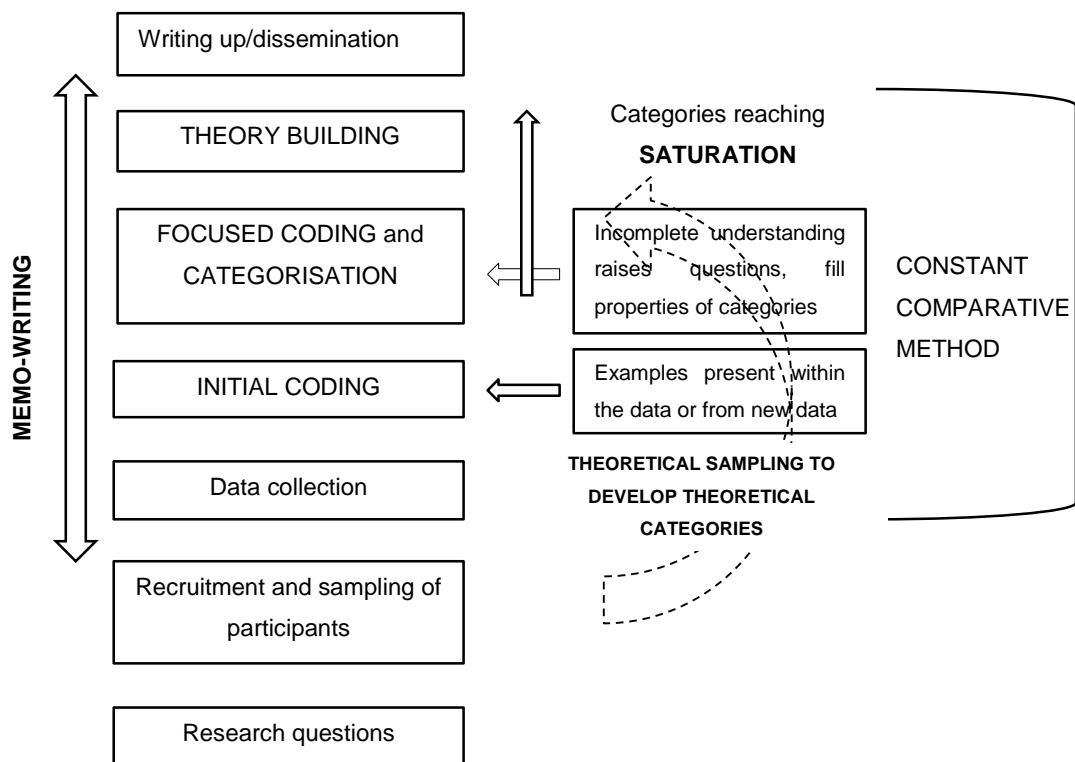 Writing up/dissemination
THEORY BUILDING
FOCUSED CODING and
CATEGORISATION
INITIAL CODING
Data collection
Recruitment and sampling of
participants
Research questions
MEMO-WRITING
Categories reaching
SATURATION
Incomplete understanding
raises questions, fill
properties of categories
Examples present within
the data or from new data
THEORETICAL SAMPLING TO
DEVELOP THEORETICAL
CATEGORIES
CONSTANT
COMPARATIVE
METHOD